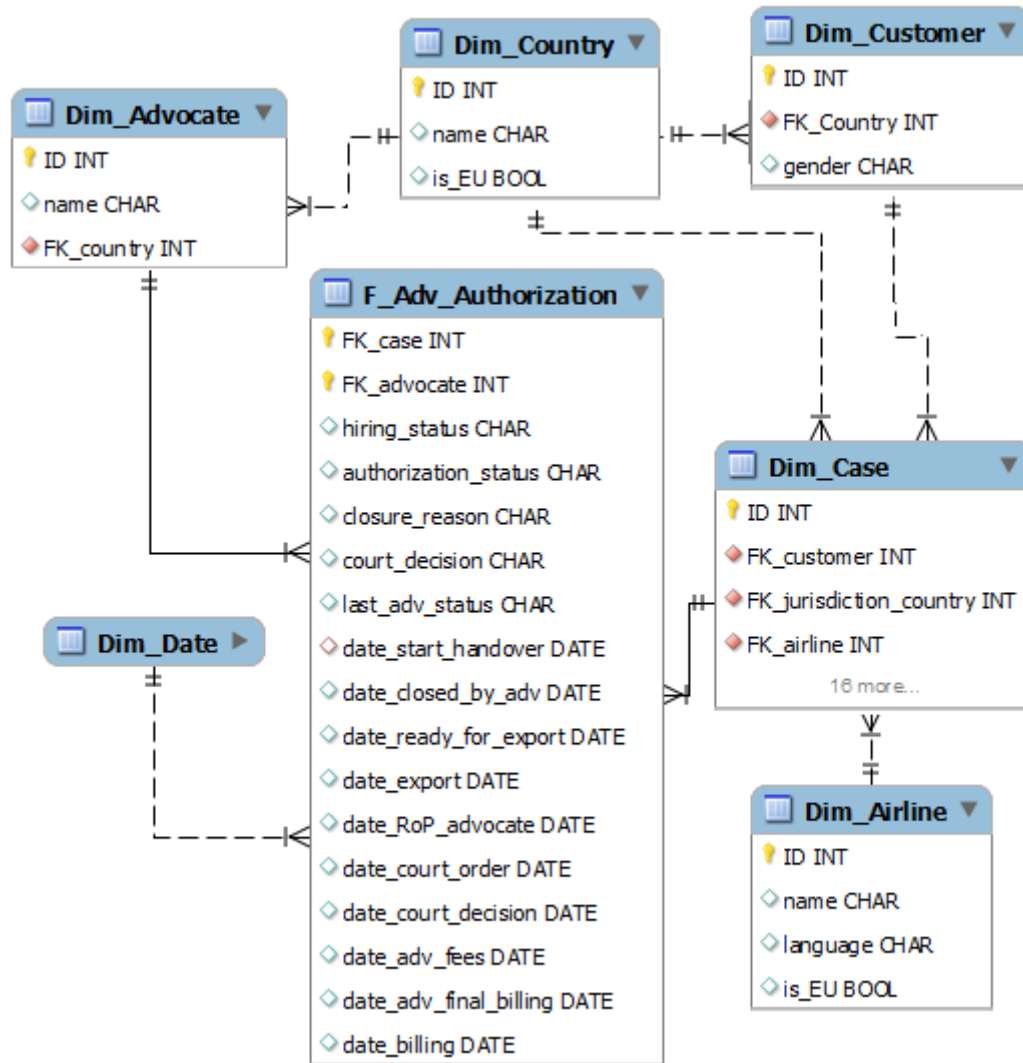 Dim_Advocate
ID INT
name CHAR
FK_country INT
Dim_Country
ID INT
name CHAR
is_EU BOOL
Dim_Customer
ID INT
FK_Country INT
gender CHAR
F_Adv_Authorization
FK_case INT
FK_advocate INT
hiring_status CHAR
authorization_status CHAR
closure_reason CHAR
court_decision CHAR
last_adv_status CHAR
date_start_handover DATE
date_closed_by_adv DATE
date_ready_for_export DATE
date_export DATE
date_RoP_advocate DATE
date_court_order DATE
date_court_decision DATE
date_adv_fees DATE
date_adv_final_billing DATE
date_billing DATE
Dim_Date
Dim_Case
ID INT
FK_customer INT
FK_jurisdiction_country INT
FK_airline INT
16 more...
Dim_Airline
ID INT
name CHAR
language CHAR
is_EU BOOL